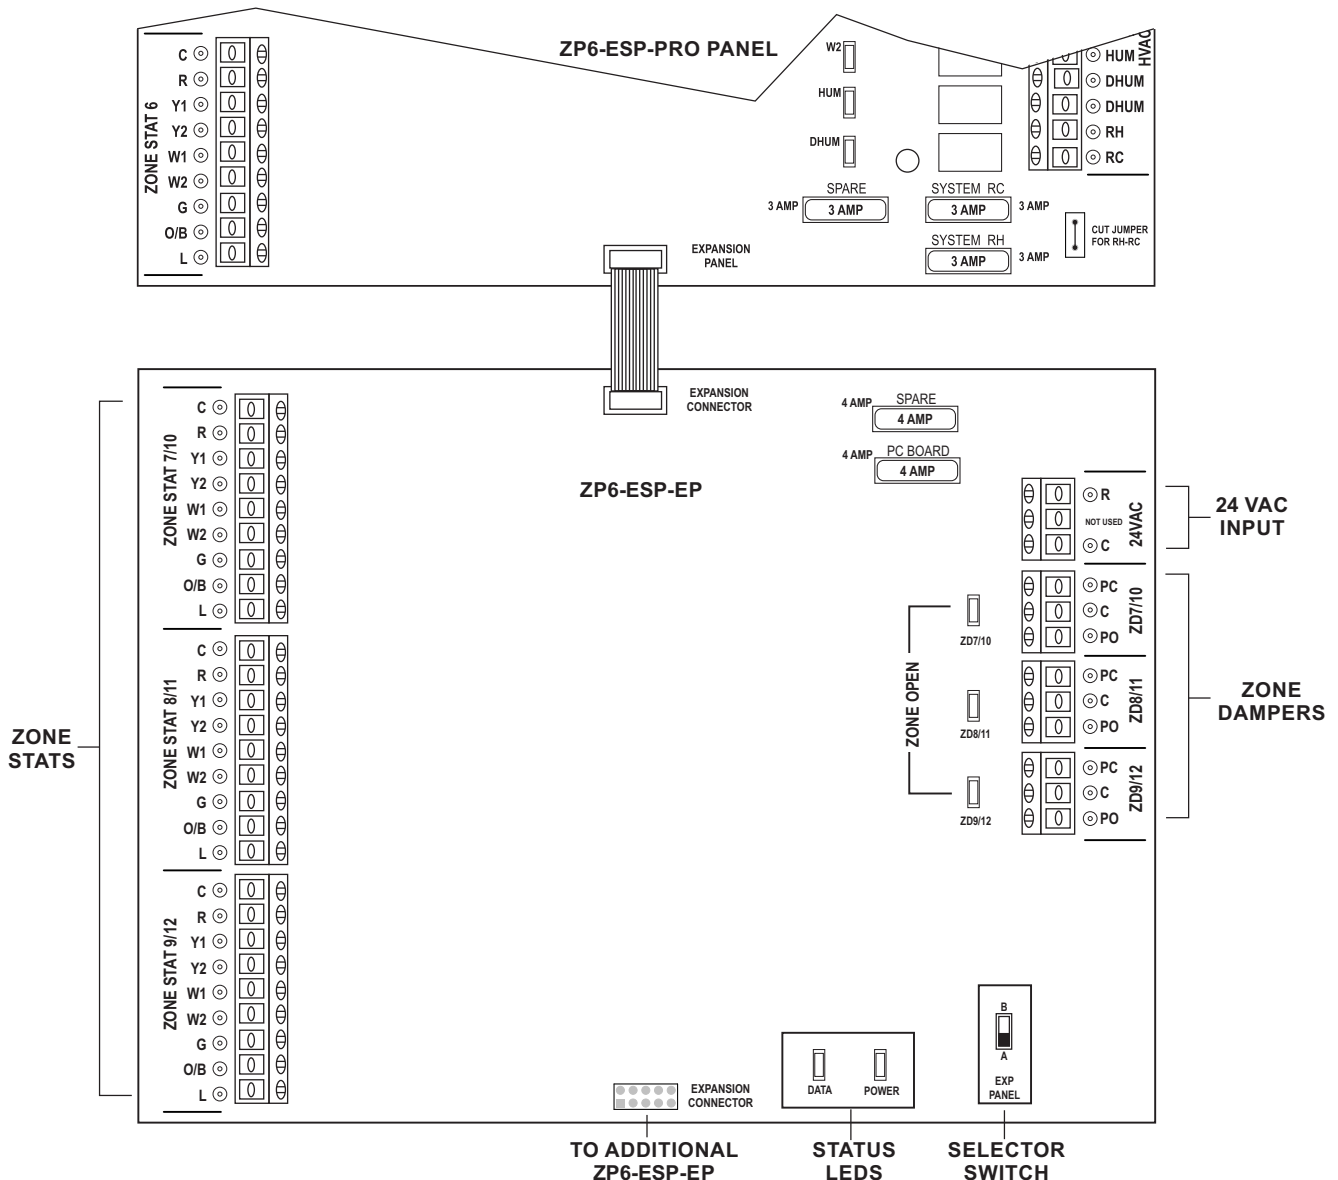 ZP6-ESP-PRO PANEL
ZONE STAT 6
C
R
Y1
Y2
W1
W2
G
O/B
L
W2
HUM
DHUM
HVAC
HUM
DHUM
DHUM
RH
RC
SPARE
3 AMP
3 AMP
SYSTEM RC
3 AMP
3 AMP
SYSTEM RH
3 AMP
3 AMP
CUT JUMPER
FOR RH-RC
EXPANSION
PANEL
EXPANSION
CONNECTOR
4 AMP
SPARE
4 AMP
4 AMP
PC BOARD
4 AMP
ZP6-ESP-EP
ZONE
STATS
ZONE STAT 7/10
C
R
Y1
Y2
W1
W2
G
O/B
L
ZONE STAT 8/11
C
R
Y1
Y2
W1
W2
G
O/B
L
ZONE STAT 9/12
C
R
Y1
Y2
W1
W2
G
O/B
L
R
NOT USED
C
24VAC
24 VAC
INPUT
ZONE OPEN
ZD7/10
ZD8/11
ZD9/12
PC
C
PO
ZD7/10
PC
C
PO
ZD8/11
PC
C
PO
ZD9/12
ZONE
DAMPERS
B
A
EXP
PANEL
DATA
POWER
EXPANSION
CONNECTOR
TO ADDITIONAL
ZP6-ESP-EP
STATUS
LEDS
SELECTOR
SWITCH